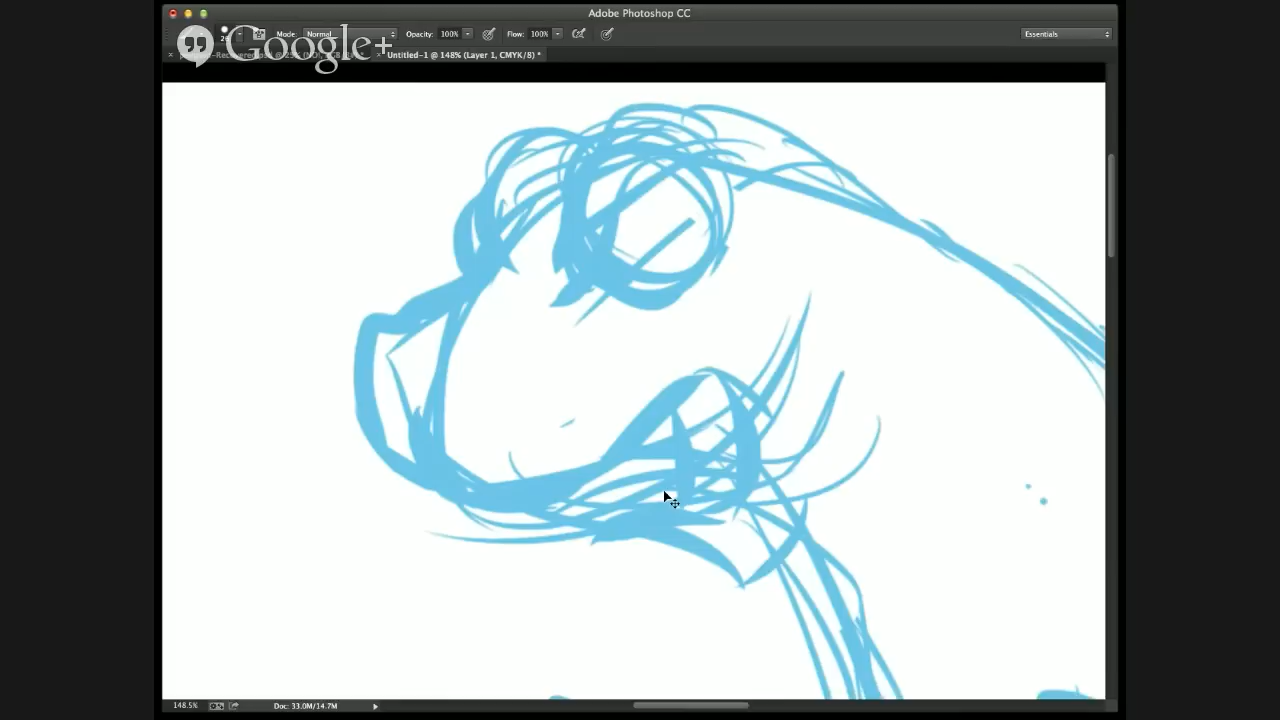 Adobe Photoshop CC
Google+
Mode: Normal Opacity: 100% Flow: 100% Essentials
Untitled-1 @ 148% (Layer 1, CMYK/8) *
148.5% Doc: 33.0M/14.7M